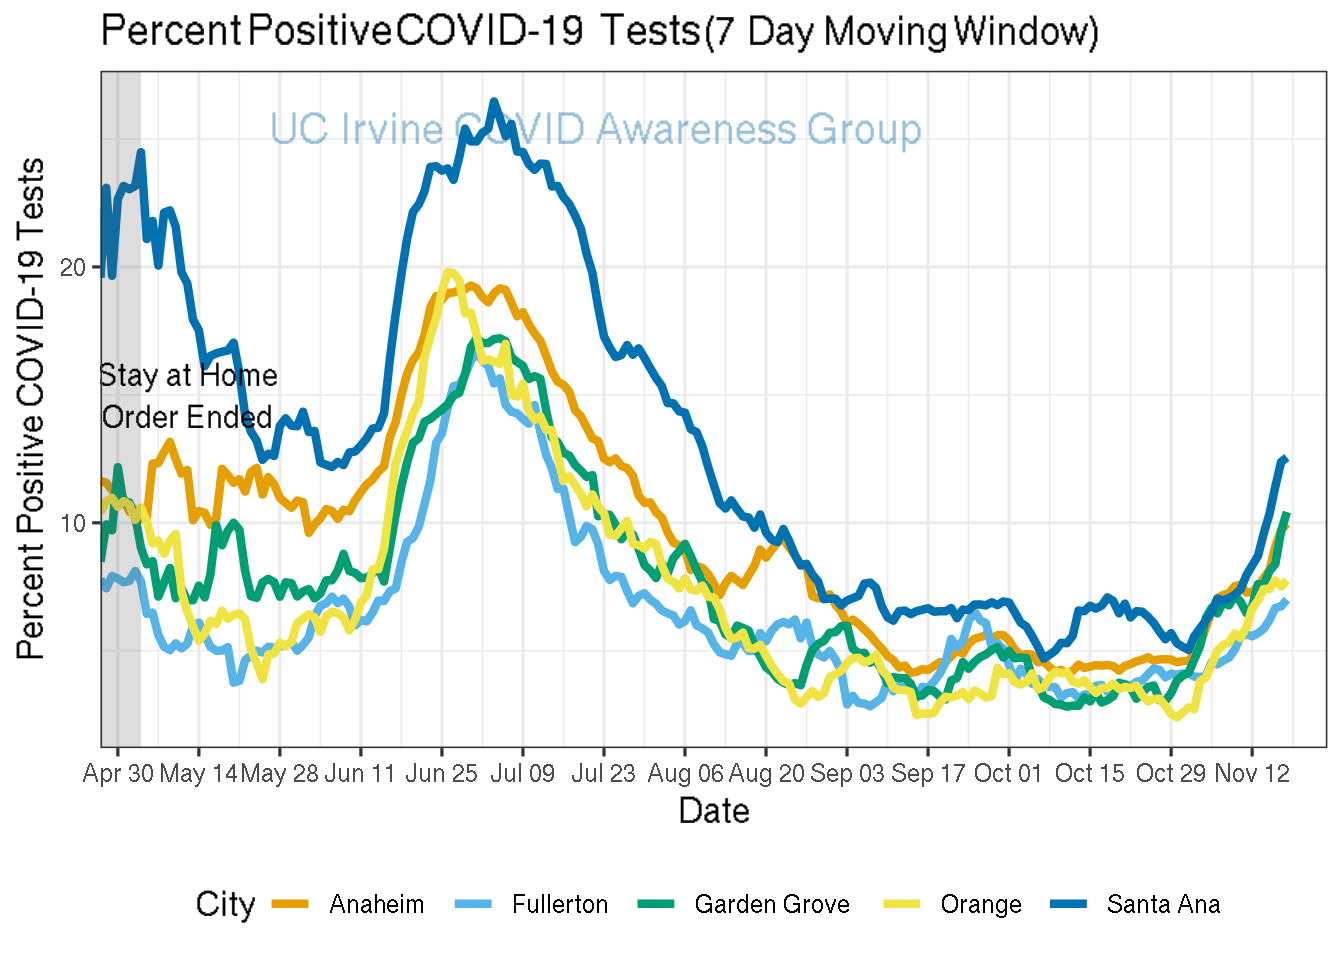 Percent Positive COVID-19 Tests (7 Day Moving Window)
UC Irvine COVID Awareness Group
Percent Positive COVID-19 Tests
20
10
Stay at Home
Order Ended
Apr 30 May 14 May 28 Jun 11 Jun 25 Jul 09 Jul 23 Aug 06 Aug 20 Sep 03 Sep 17 Oct 01 Oct 15 Oct 29 Nov 12
Date
City Anaheim Fullerton Garden Grove Orange Santa Ana